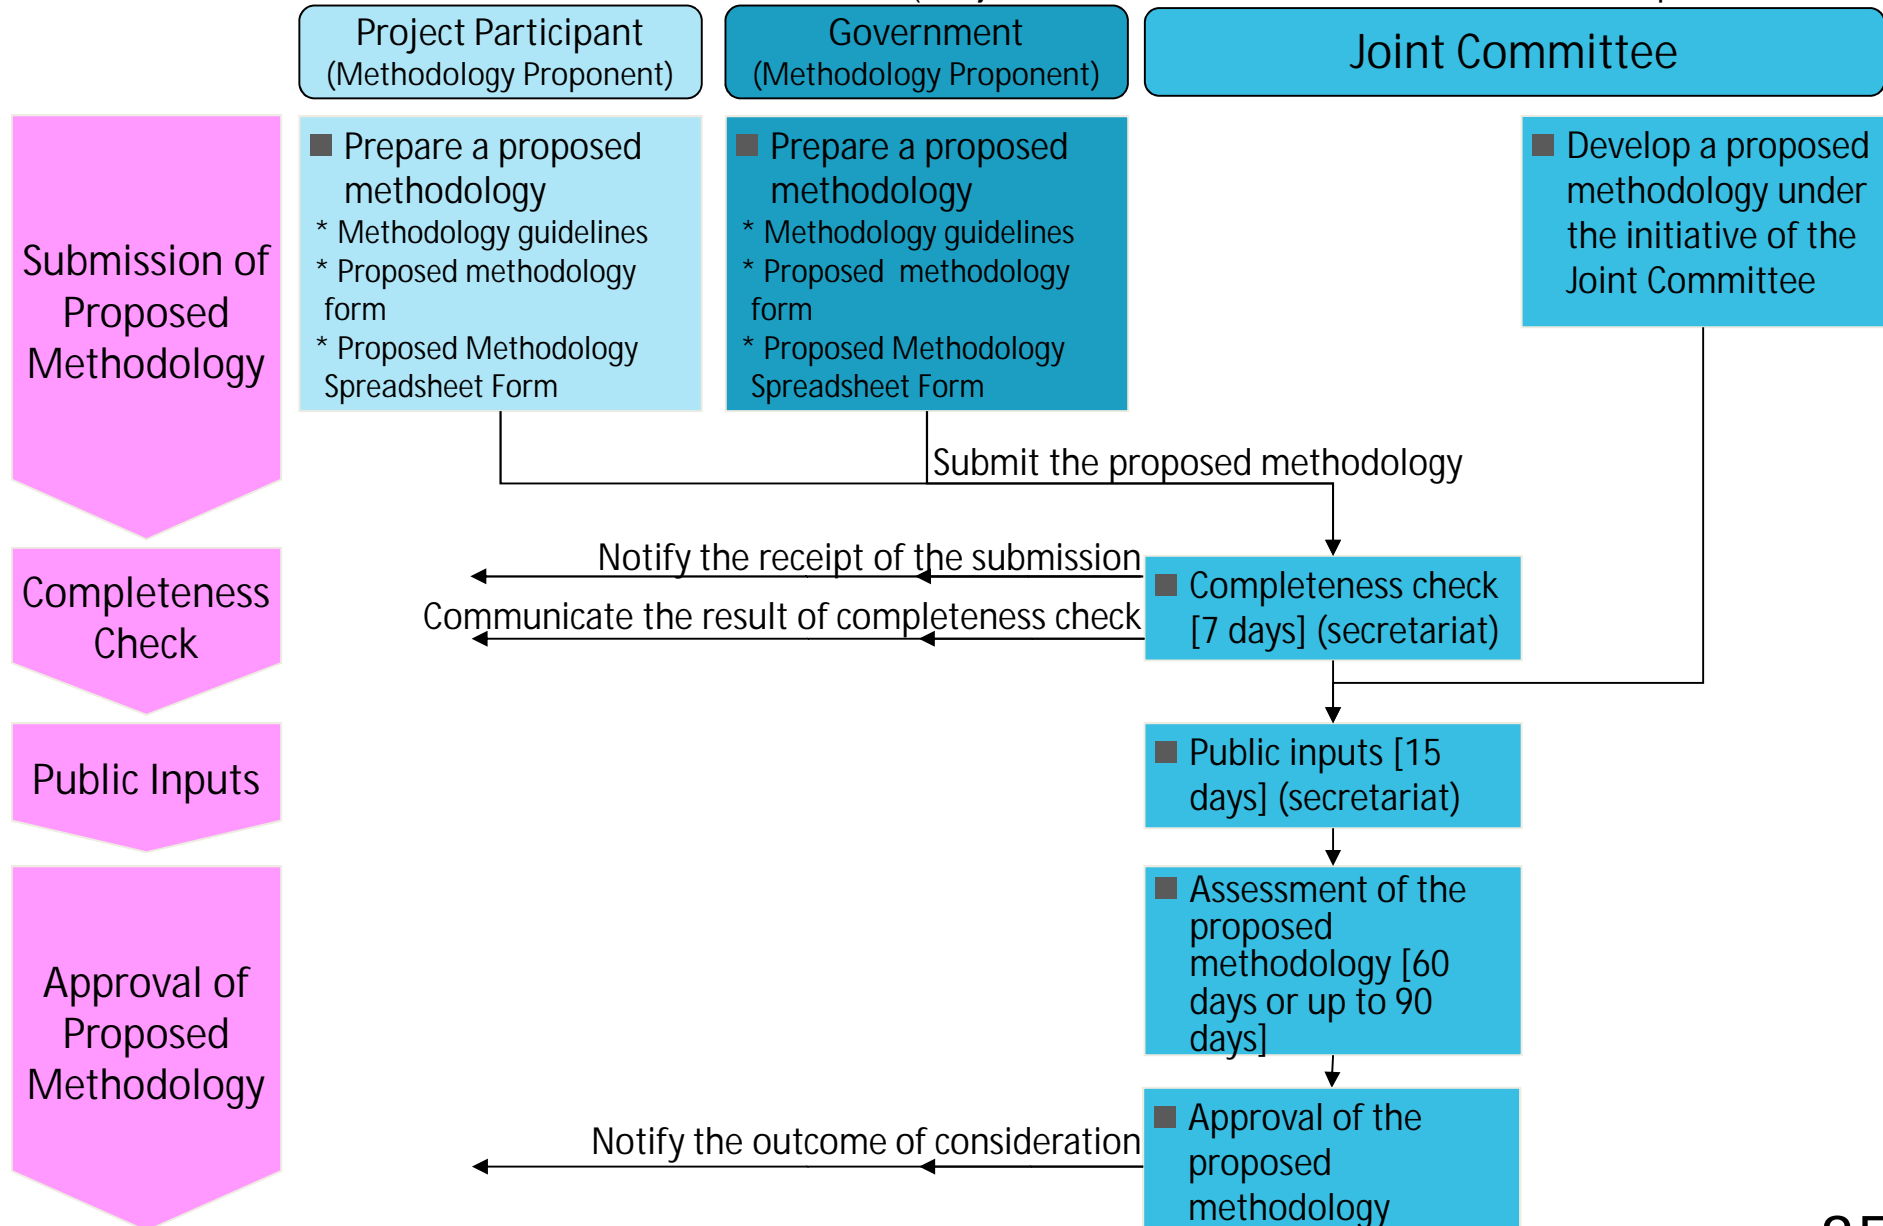 Project Participant
(Methodology Proponent)
Government
(Methodology Proponent)
Joint Committee
Submission of
Proposed
Methodology
■ Prepare a proposed
methodology
* Methodology guidelines
* Proposed methodology
form
* Proposed Methodology
Spreadsheet Form
■ Prepare a proposed
methodology
* Methodology guidelines
* Proposed methodology
form
* Proposed Methodology
Spreadsheet Form
■ Develop a proposed
methodology under
the initiative of the
Joint Committee
Submit the proposed methodology
Completeness
Check
Notify the receipt of the submission
Communicate the result of completeness check
■ Completeness check
[7 days] (secretariat)
Public Inputs
■ Public inputs [15
days] (secretariat)
Approval of
Proposed
Methodology
■ Assessment of the
proposed
methodology [60
days or up to 90
days]
Notify the outcome of consideration
■ Approval of the
proposed
methodology